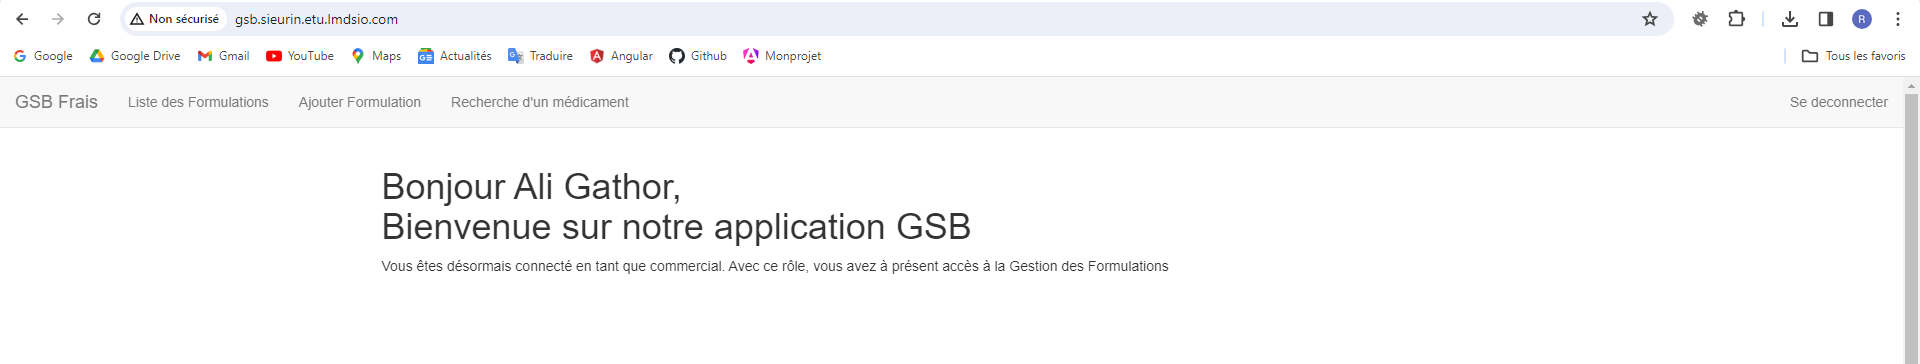 Non sécurisé gsb.sieurin.etu.lmdsio.com R
Google Google Drive Gmail YouTube Maps Actualités Traduire Angular Github Monprojet Tous les favoris
GSB Frais Liste des Formulations Ajouter Formulation Recherche d'un médicament Se deconnecter
Bonjour Ali Gathor,
Bienvenue sur notre application GSB
Vous êtes désormais connecté en tant que commercial. Avec ce rôle, vous avez à présent accès à la Gestion des Formulations